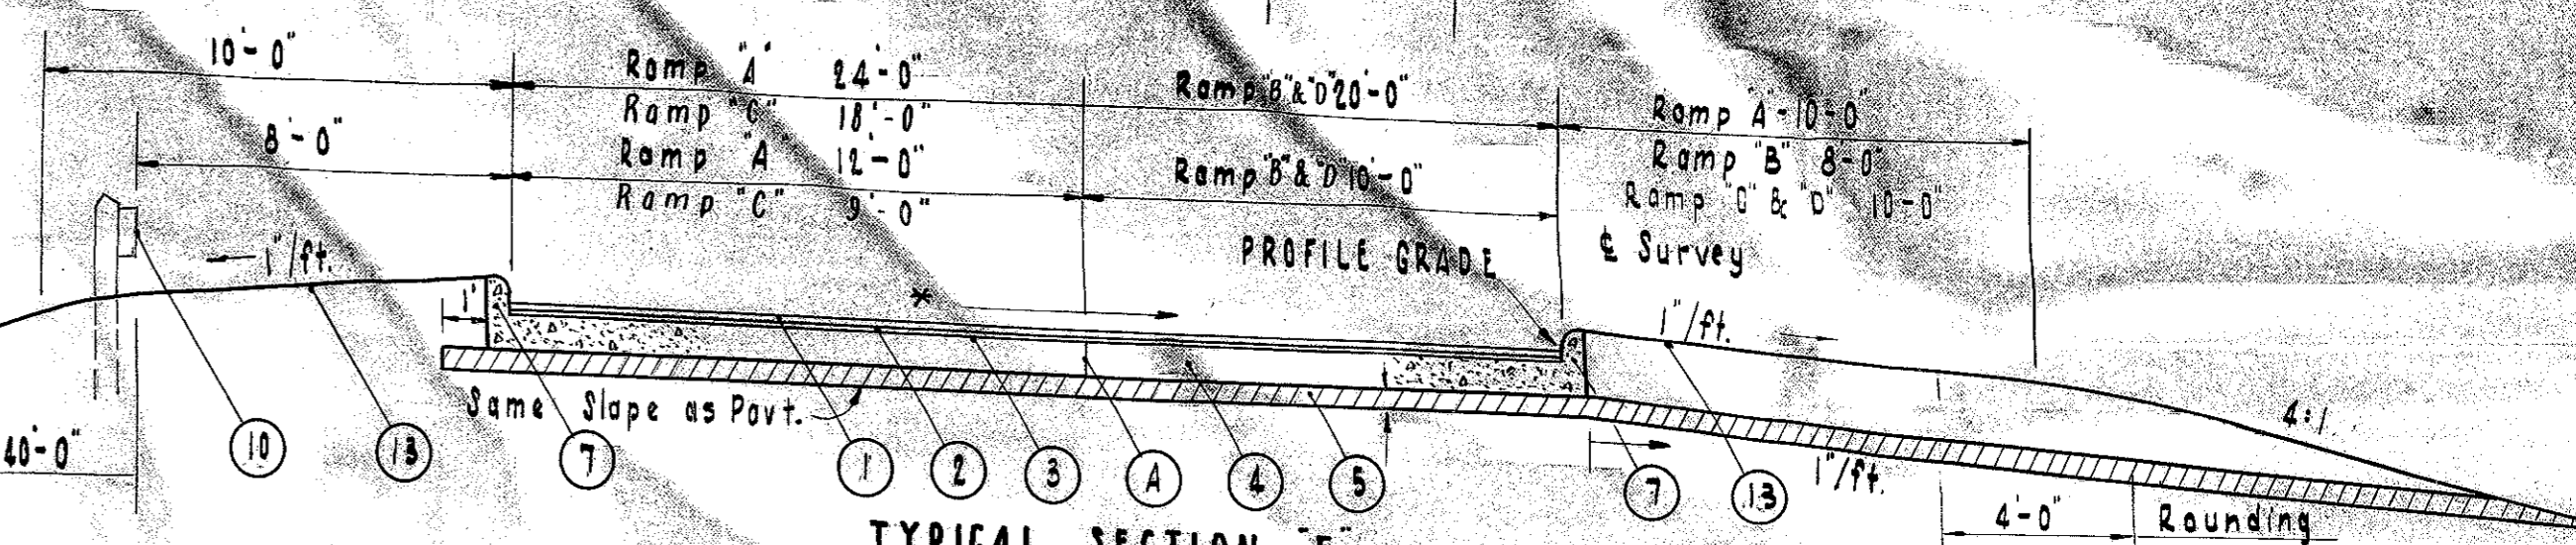 10'-0"
Ramp "A" 24'-0"
Ramp "C" 18'-0"
Ramp "B" & "D" 20'-0"
Ramp "A" - 10'-0"
Ramp "B" 8'-0"
Ramp "C" & "D" 10'-0"
8'-0"
Ramp "A" 12'-0"
Ramp "C" 9'-0"
Ramp "B" & "D" 10'-0"
PROFILE GRADE
℄ Survey
1"/ft.
*
1'
1"/ft.
Same Slope as Pavt.
4:1
40'-0"
10
13
7
1
2
3
A
4
5
7
13
1"/ft.
4'-0" Rounding
TYPICAL SECTION